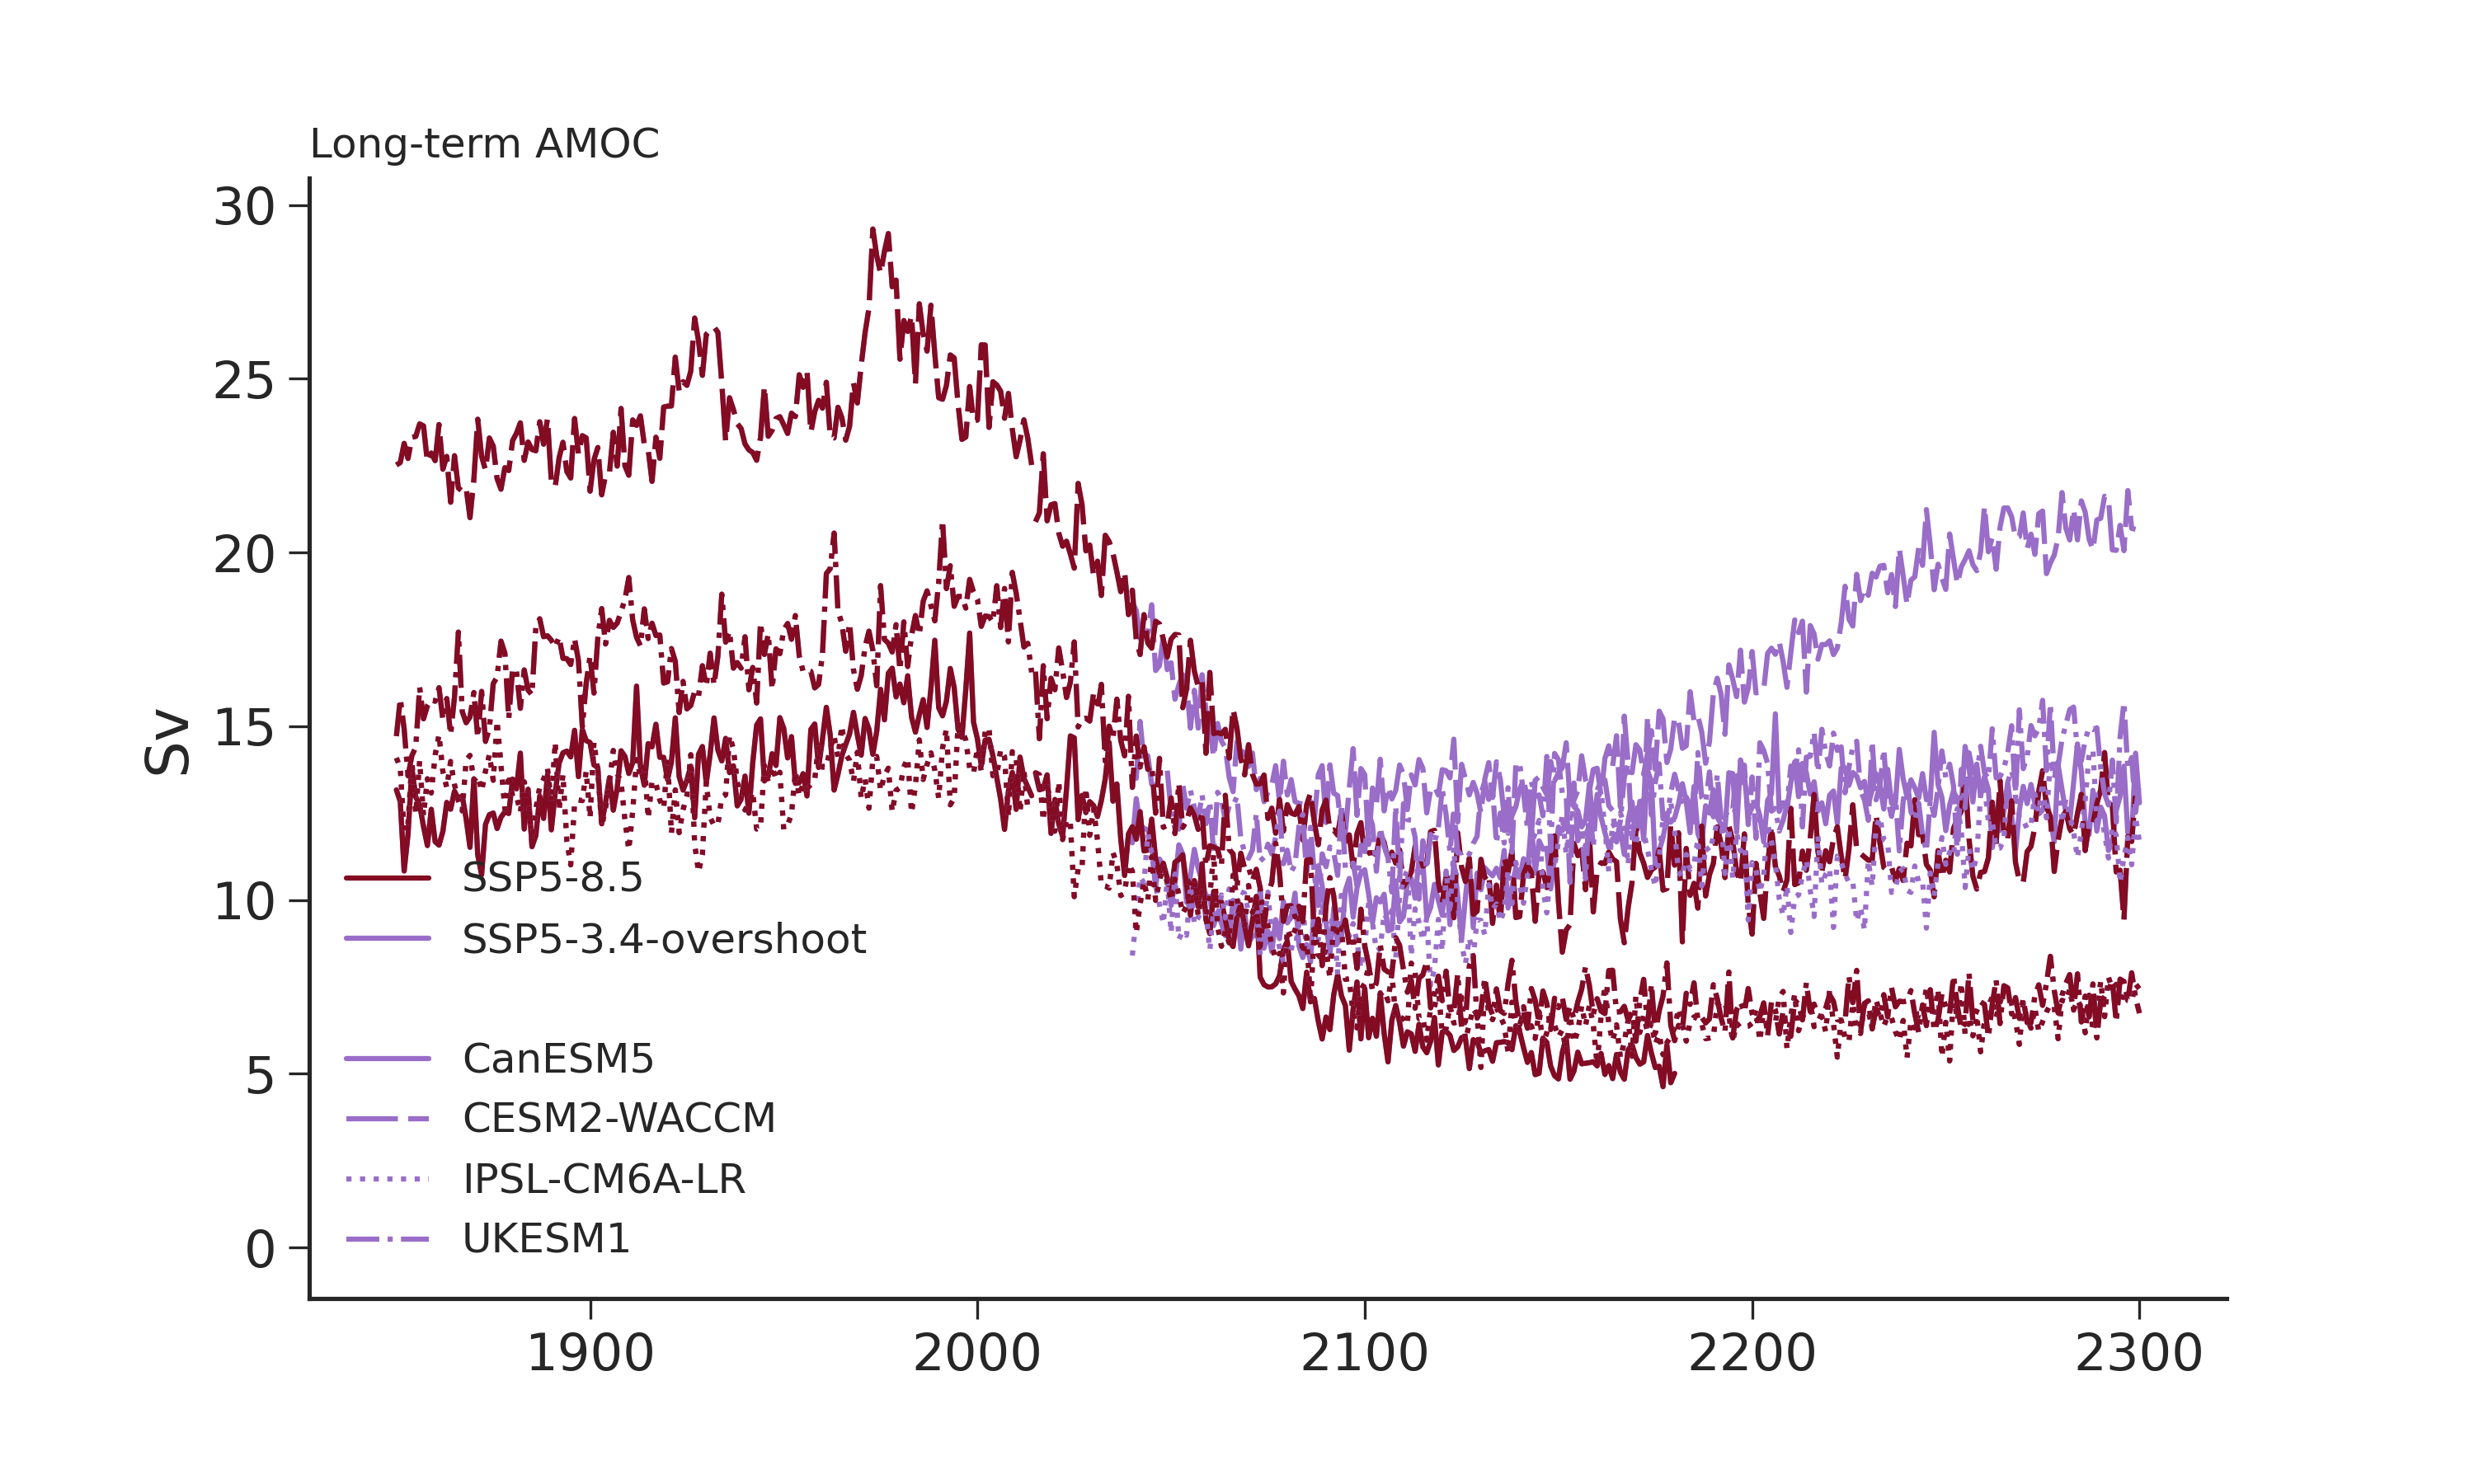 Long-term AMOC
30
25
20
15
10
5
0
Sv
SSP5-8.5
SSP5-3.4-overshoot
CanESM5
CESM2-WACCM
IPSL-CM6A-LR
UKESM1
1900 2000 2100 2200 2300